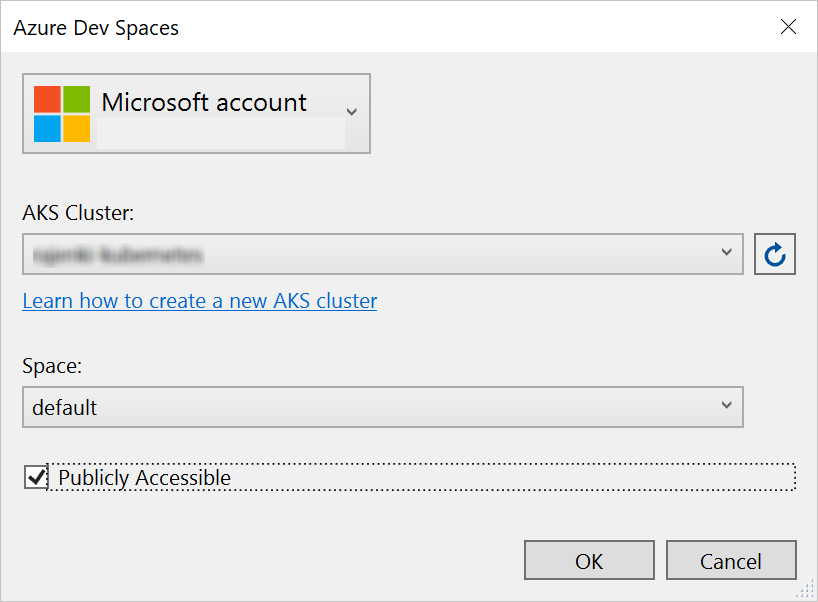 Azure Dev Spaces
Microsoft account
AKS Cluster:
Learn how to create a new AKS cluster
Space:
default
Publicly Accessible
OK
Cancel